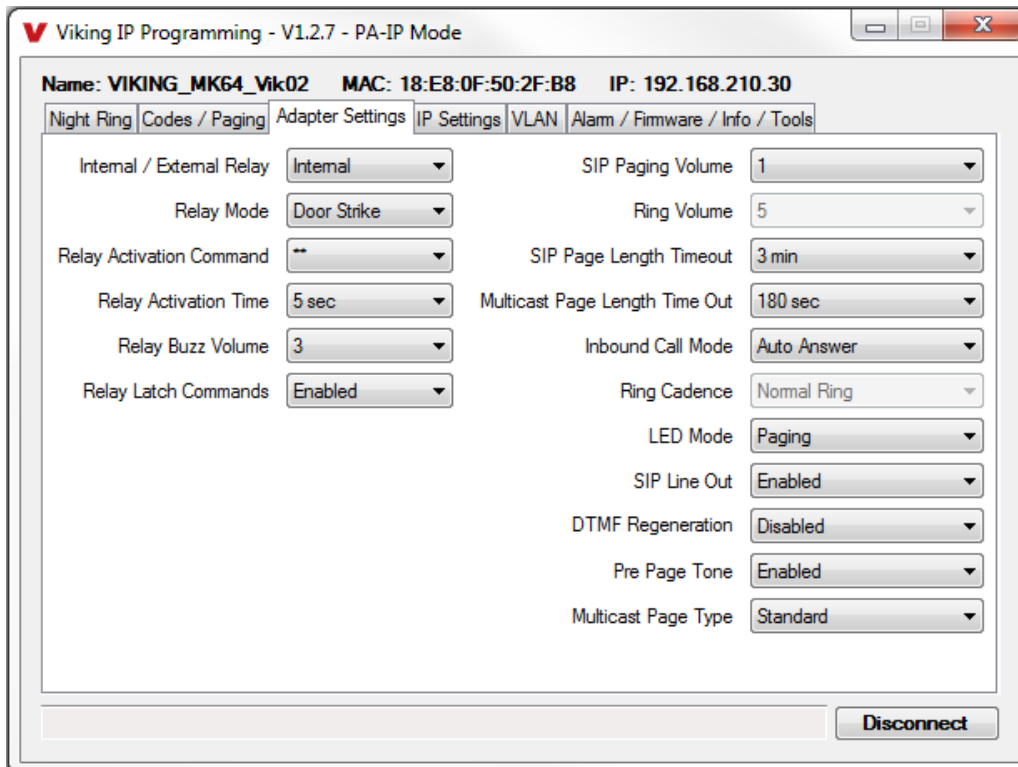 Viking IP Programming - V1.2.7 - PA-IP Mode
Name: VIKING_MK64_Vik02 MAC: 18:E8:0F:50:2F:B8 IP: 192.168.210.30
Night Ring Codes / Paging Adapter Settings IP Settings VLAN Alarm / Firmware / Info / Tools
Internal / External Relay Internal
Relay Mode Door Strike
Relay Activation Command **
Relay Activation Time 5 sec
Relay Buzz Volume 3
Relay Latch Commands Enabled
SIP Paging Volume 1
Ring Volume 5
SIP Page Length Timeout 3 min
Multicast Page Length Time Out 180 sec
Inbound Call Mode Auto Answer
Ring Cadence Normal Ring
LED Mode Paging
SIP Line Out Enabled
DTMF Regeneration Disabled
Pre Page Tone Enabled
Multicast Page Type Standard
Disconnect